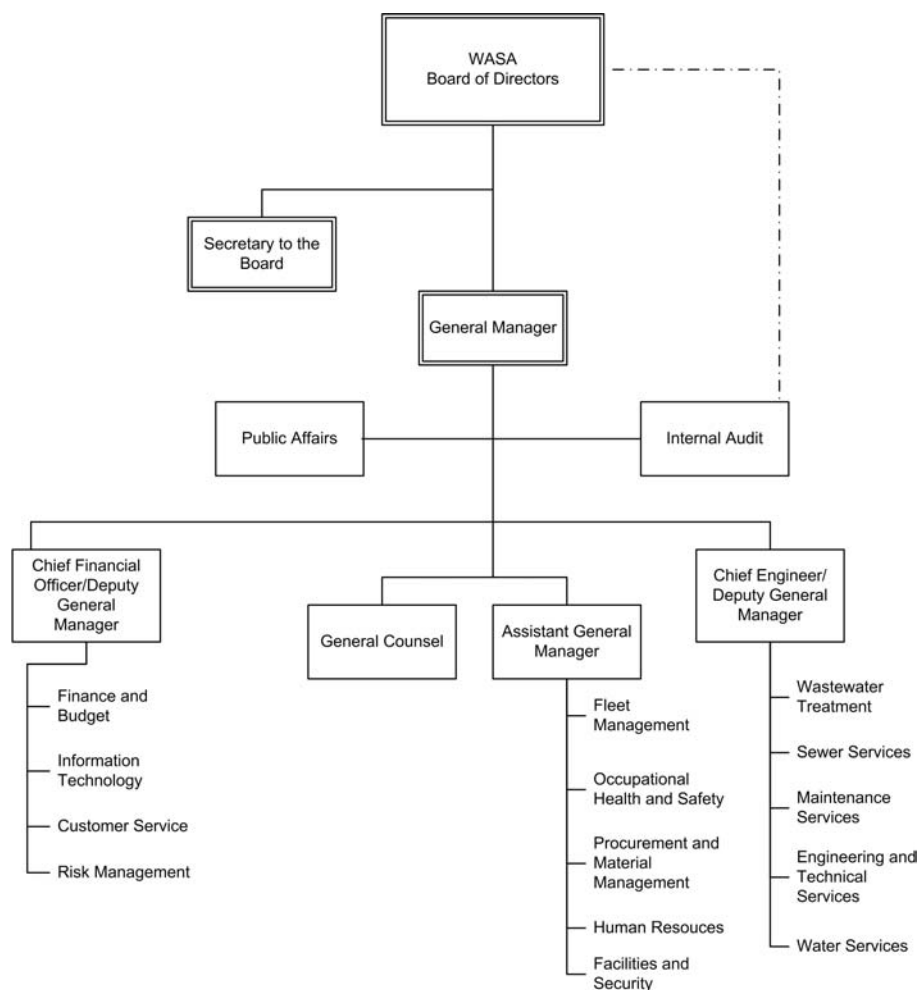 WASA
Board of Directors
Secretary to the
Board
General Manager
Public Affairs
Internal Audit
Chief Financial
Officer/Deputy
General
Manager
General Counsel
Assistant General
Manager
Chief Engineer/
Deputy General
Manager
Finance and
Budget
Information
Technology
Customer Service
Risk Management
Fleet
Management
Occupational
Health and Safety
Procurement and
Material
Management
Human Resouces
Facilities and
Security
Wastewater
Treatment
Sewer Services
Maintenance
Services
Engineering and
Technical
Services
Water Services